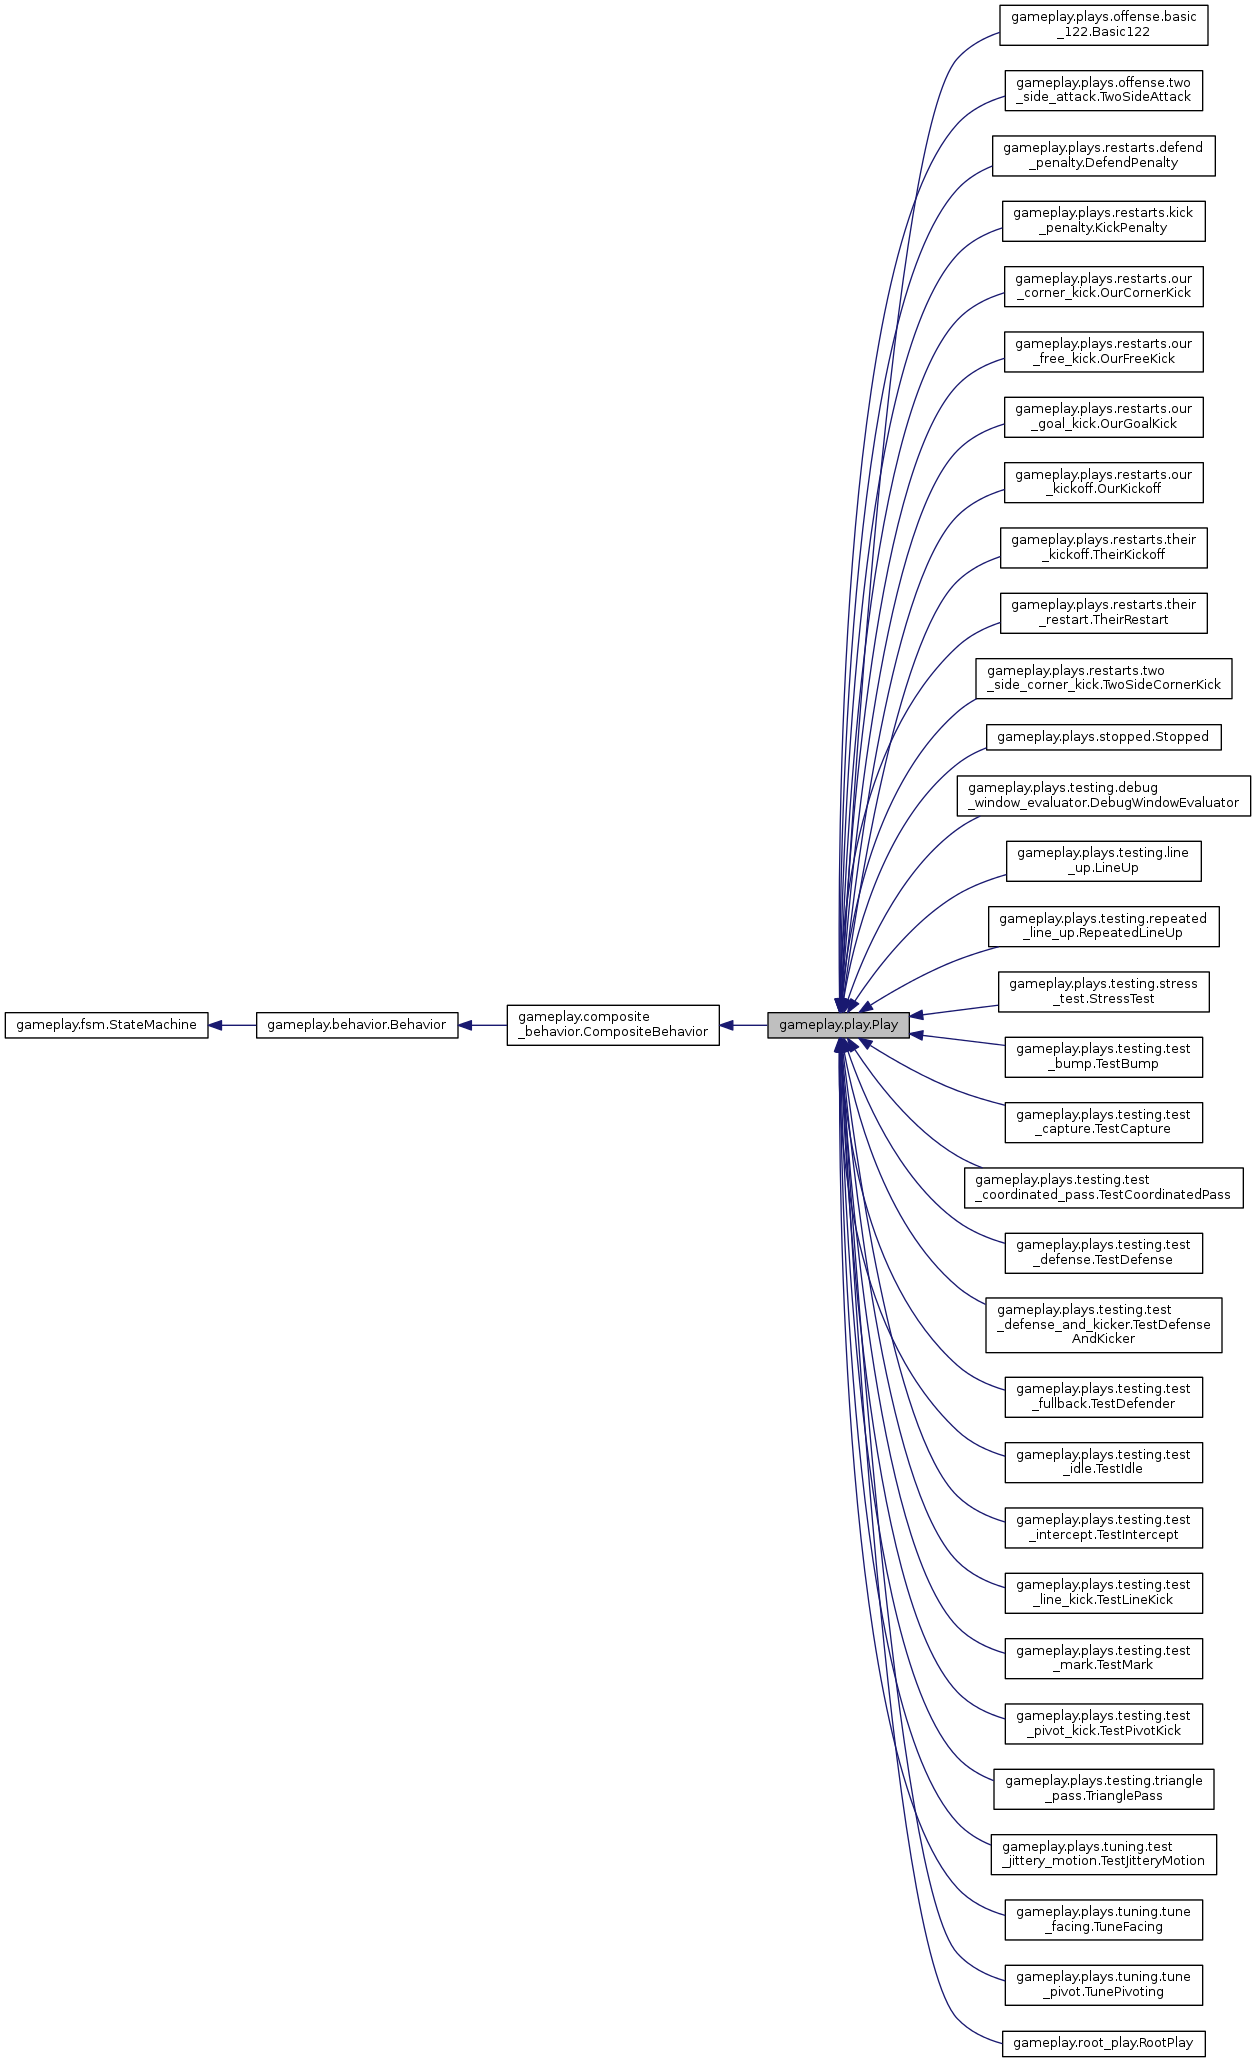 gameplay.plays.offense.basic
_122.Basic122
gameplay.plays.offense.two
_side_attack.TwoSideAttack
gameplay.plays.restarts.defend
_penalty.DefendPenalty
gameplay.plays.restarts.kick
_penalty.KickPenalty
gameplay.plays.restarts.our
_corner_kick.OurCornerKick
gameplay.plays.restarts.our
_free_kick.OurFreeKick
gameplay.plays.restarts.our
_goal_kick.OurGoalKick
gameplay.plays.restarts.our
_kickoff.OurKickoff
gameplay.plays.restarts.their
_kickoff.TheirKickoff
gameplay.plays.restarts.their
_restart.TheirRestart
gameplay.plays.restarts.two
_side_corner_kick.TwoSideCornerKick
gameplay.plays.stopped.Stopped
gameplay.plays.testing.debug
_window_evaluator.DebugWindowEvaluator
gameplay.plays.testing.line
_up.LineUp
gameplay.plays.testing.repeated
_line_up.RepeatedLineUp
gameplay.plays.testing.stress
_test.StressTest
gameplay.fsm.StateMachine
gameplay.behavior.Behavior
gameplay.composite
_behavior.CompositeBehavior
gameplay.play.Play
gameplay.plays.testing.test
_bump.TestBump
gameplay.plays.testing.test
_capture.TestCapture
gameplay.plays.testing.test
_coordinated_pass.TestCoordinatedPass
gameplay.plays.testing.test
_defense.TestDefense
gameplay.plays.testing.test
_defense_and_kicker.TestDefense
AndKicker
gameplay.plays.testing.test
_fullback.TestDefender
gameplay.plays.testing.test
_idle.TestIdle
gameplay.plays.testing.test
_intercept.TestIntercept
gameplay.plays.testing.test
_line_kick.TestLineKick
gameplay.plays.testing.test
_mark.TestMark
gameplay.plays.testing.test
_pivot_kick.TestPivotKick
gameplay.plays.testing.triangle
_pass.TrianglePass
gameplay.plays.tuning.test
_jittery_motion.TestJitteryMotion
gameplay.plays.tuning.tune
_facing.TuneFacing
gameplay.plays.tuning.tune
_pivot.TunePivoting
gameplay.root_play.RootPlay